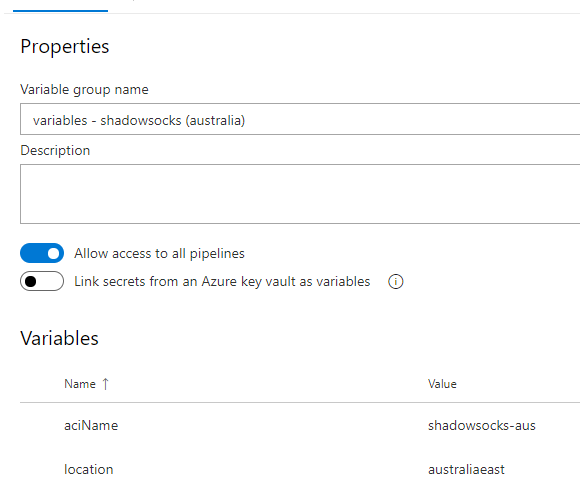 Properties
Variable group name
variables - shadowsocks (australia)
Description
Allow access to all pipelines
Link secrets from an Azure key vault as variables
Variables
Name ↑ Value
aciName shadowsocks-aus
location australiaeast